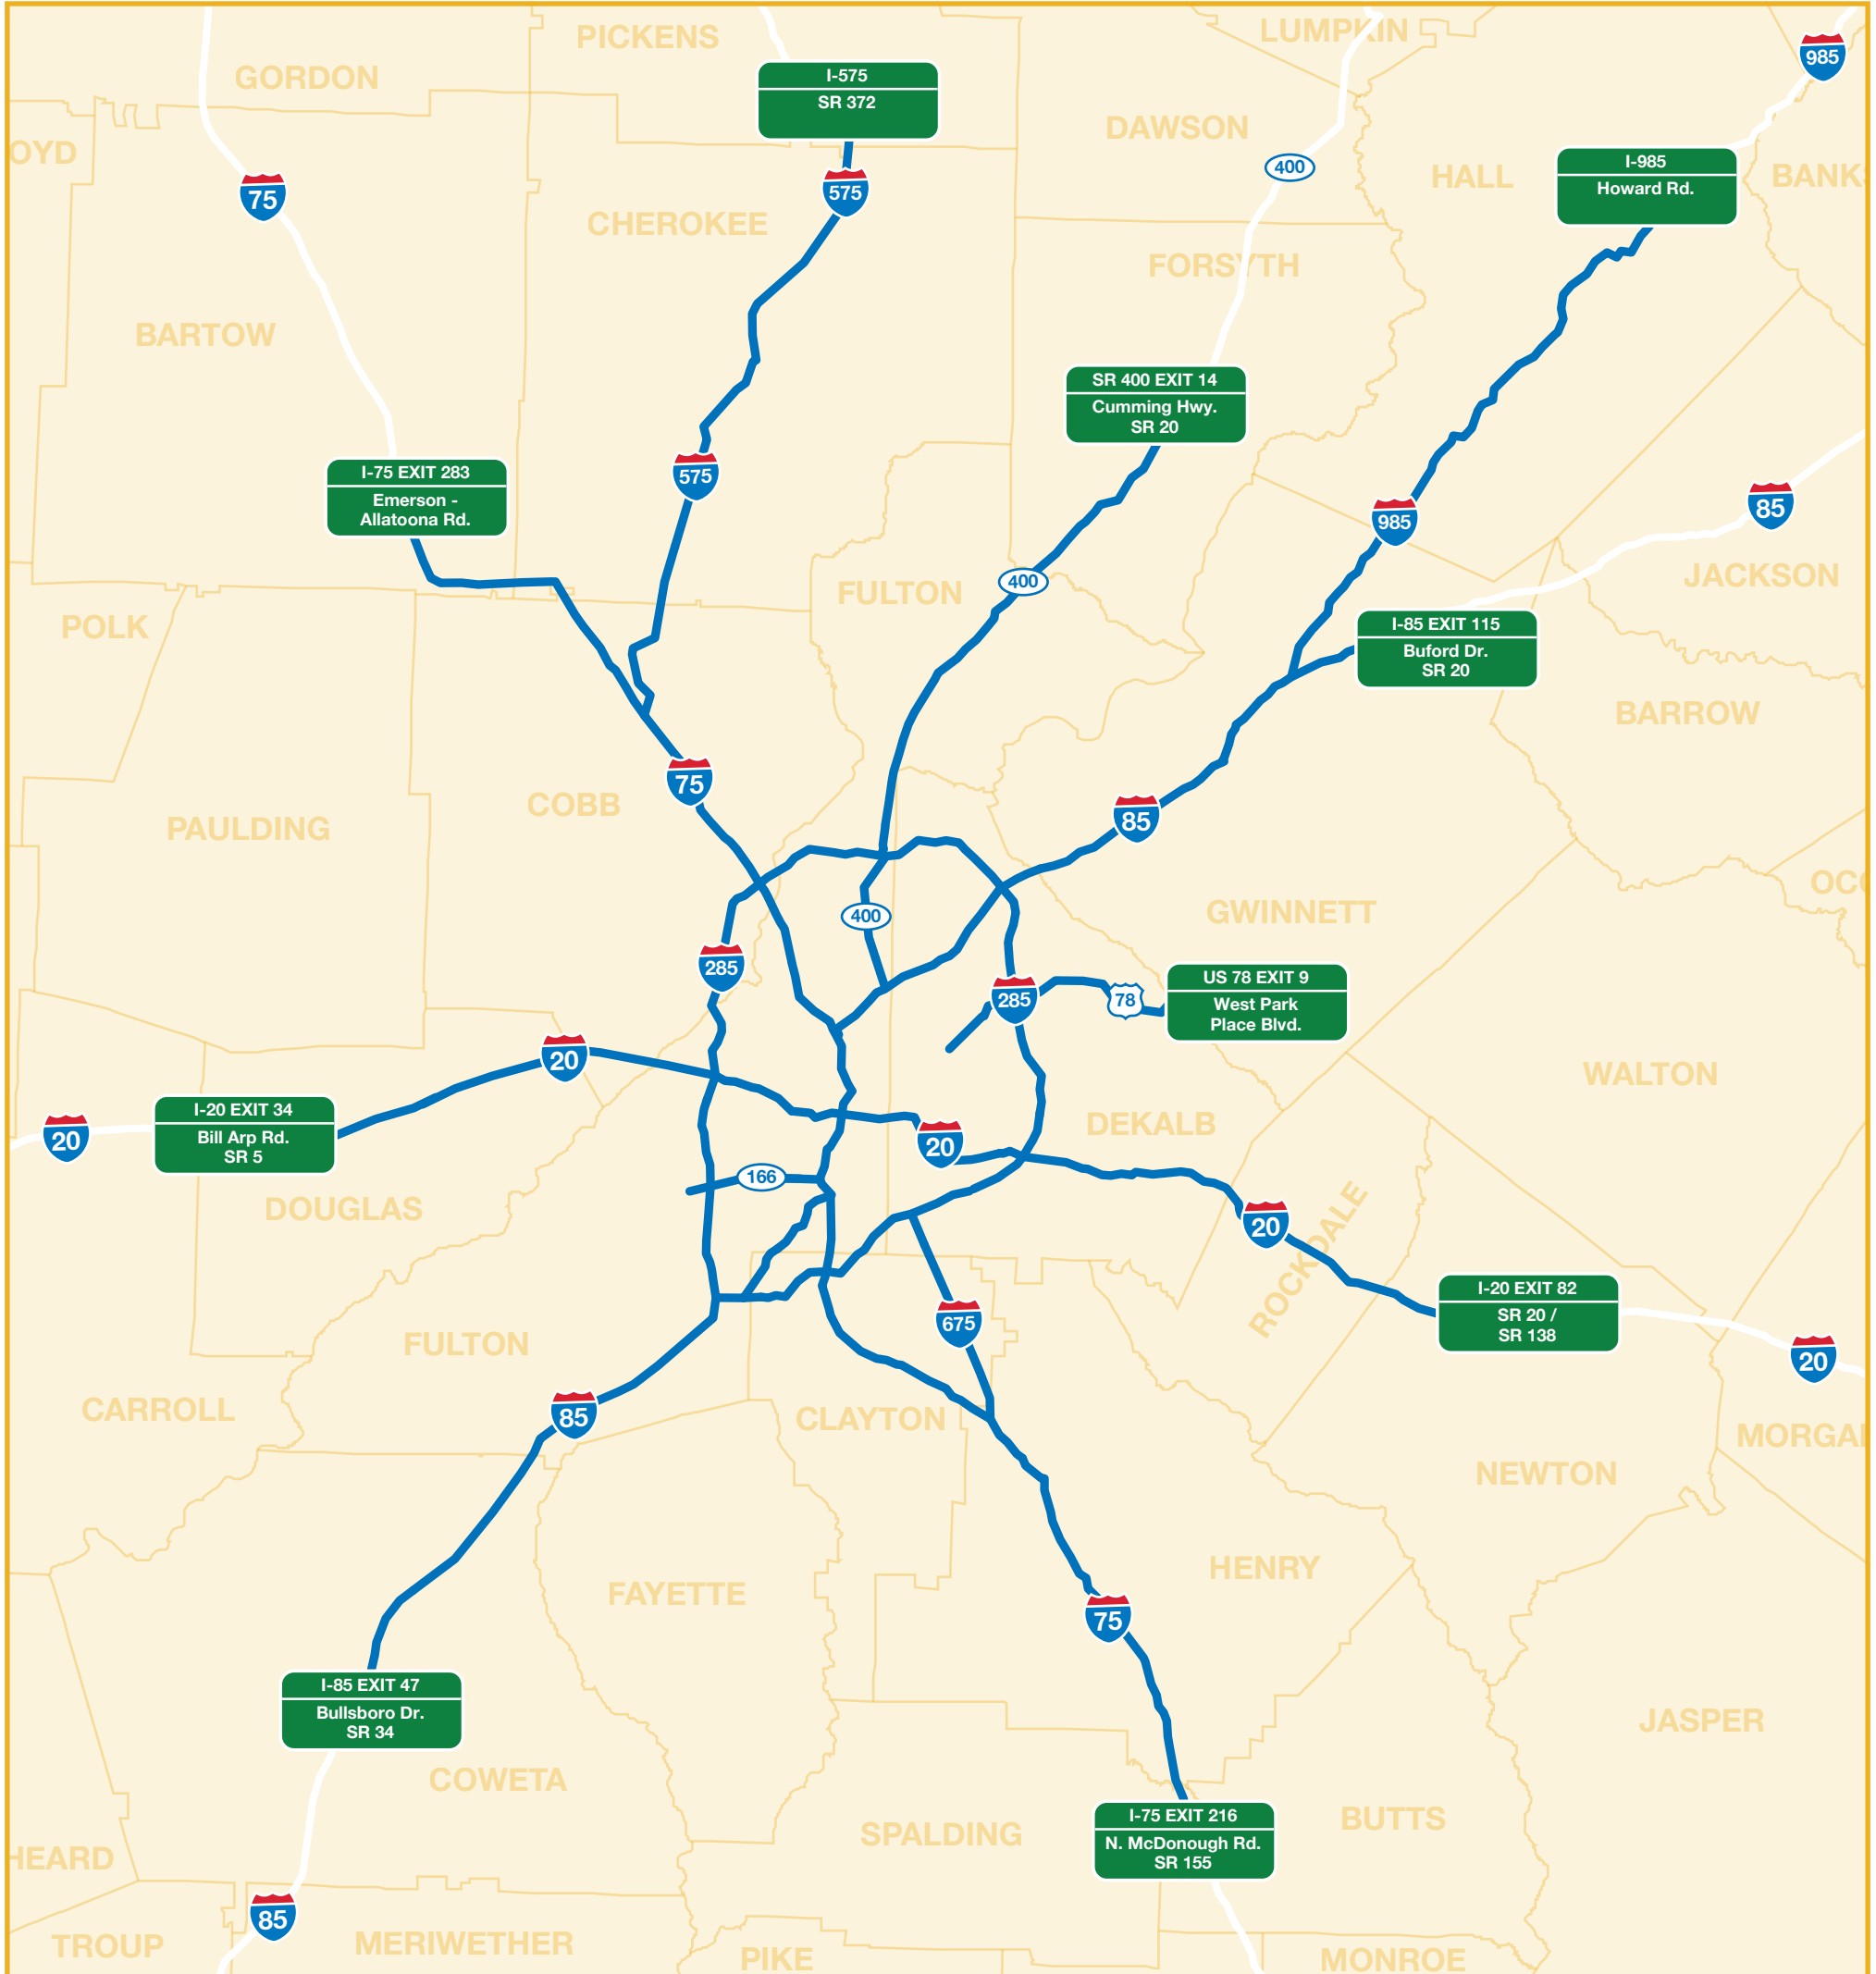 PICKENS
LUMPKIN
GORDON
I-575
SR 372
985
DAWSON
OYD
400
HALL
I-985
Howard Rd.
BANKS
75
575
CHEROKEE
FORSYTH
BARTOW
SR 400 EXIT 14
Cumming Hwy.
SR 20
I-75 EXIT 283
Emerson -
Allatoona Rd.
575
985
85
400
FULTON
JACKSON
POLK
I-85 EXIT 115
Buford Dr.
SR 20
BARROW
75
COBB
PAULDING
85
OCO
GWINNETT
400
285
US 78 EXIT 9
West Park
Place Blvd.
285
78
20
WALTON
I-20 EXIT 34
Bill Arp Rd.
SR 5
20
DEKALB
20
166
DOUGLAS
ROCKDALE
20
I-20 EXIT 82
SR 20 /
SR 138
675
FULTON
20
CARROLL
85
CLAYTON
MORGAN
NEWTON
HENRY
FAYETTE
75
I-85 EXIT 47
Bullsboro Dr.
SR 34
JASPER
COWETA
I-75 EXIT 216
N. McDonough Rd.
SR 155
BUTTS
SPALDING
HEARD
85
TROUP
MERIWETHER
PIKE
MONROE